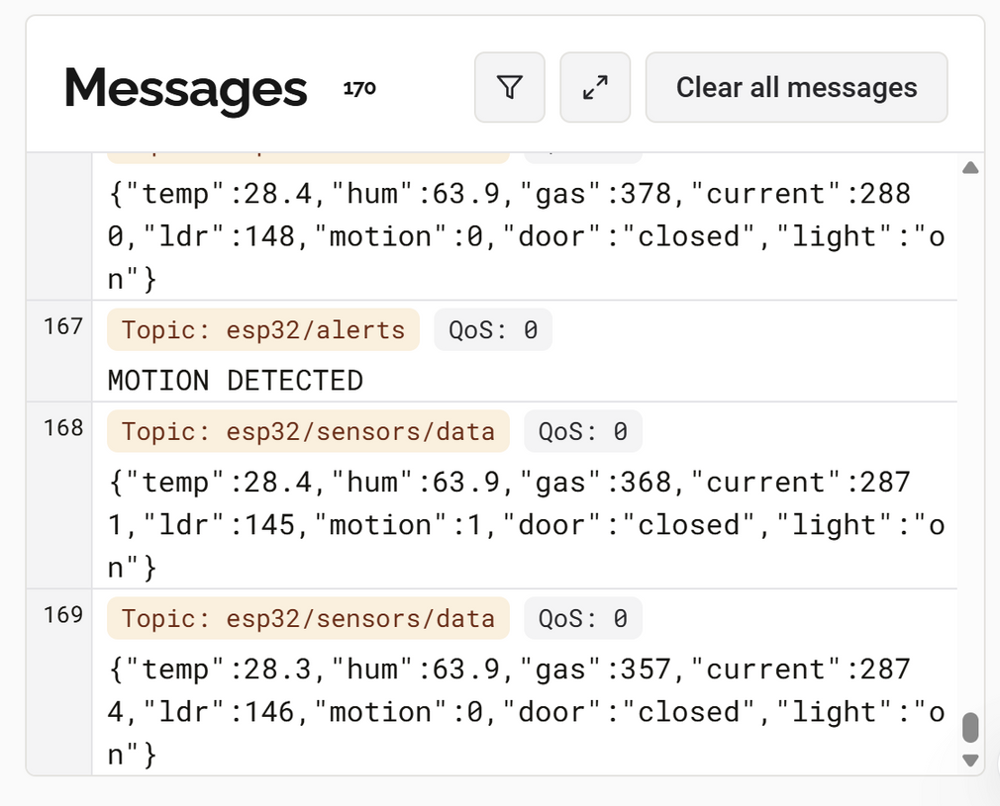 Messages 170 Clear all messages
{"temp":28.4,"hum":63.9,"gas":378,"current":288
0,"ldr":148,"motion":0,"door":"closed","light":"o
n"}
167 Topic: esp32/alerts QoS: 0
MOTION DETECTED
168 Topic: esp32/sensors/data QoS: 0
{"temp":28.4,"hum":63.9,"gas":368,"current":287
1,"ldr":145,"motion":1,"door":"closed","light":"o
n"}
169 Topic: esp32/sensors/data QoS: 0
{"temp":28.3,"hum":63.9,"gas":357,"current":287
4,"ldr":146,"motion":0,"door":"closed","light":"o
n"}